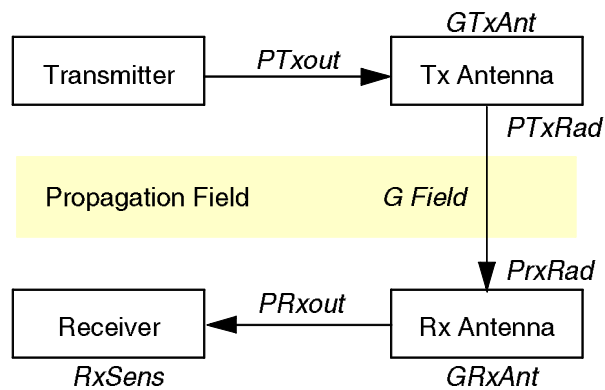 GTxAnt
Transmitter
PTxout
Tx Antenna
PTxRad
Propagation Field
G Field
PrxRad
Receiver
PRxout
Rx Antenna
RxSens
GRxAnt